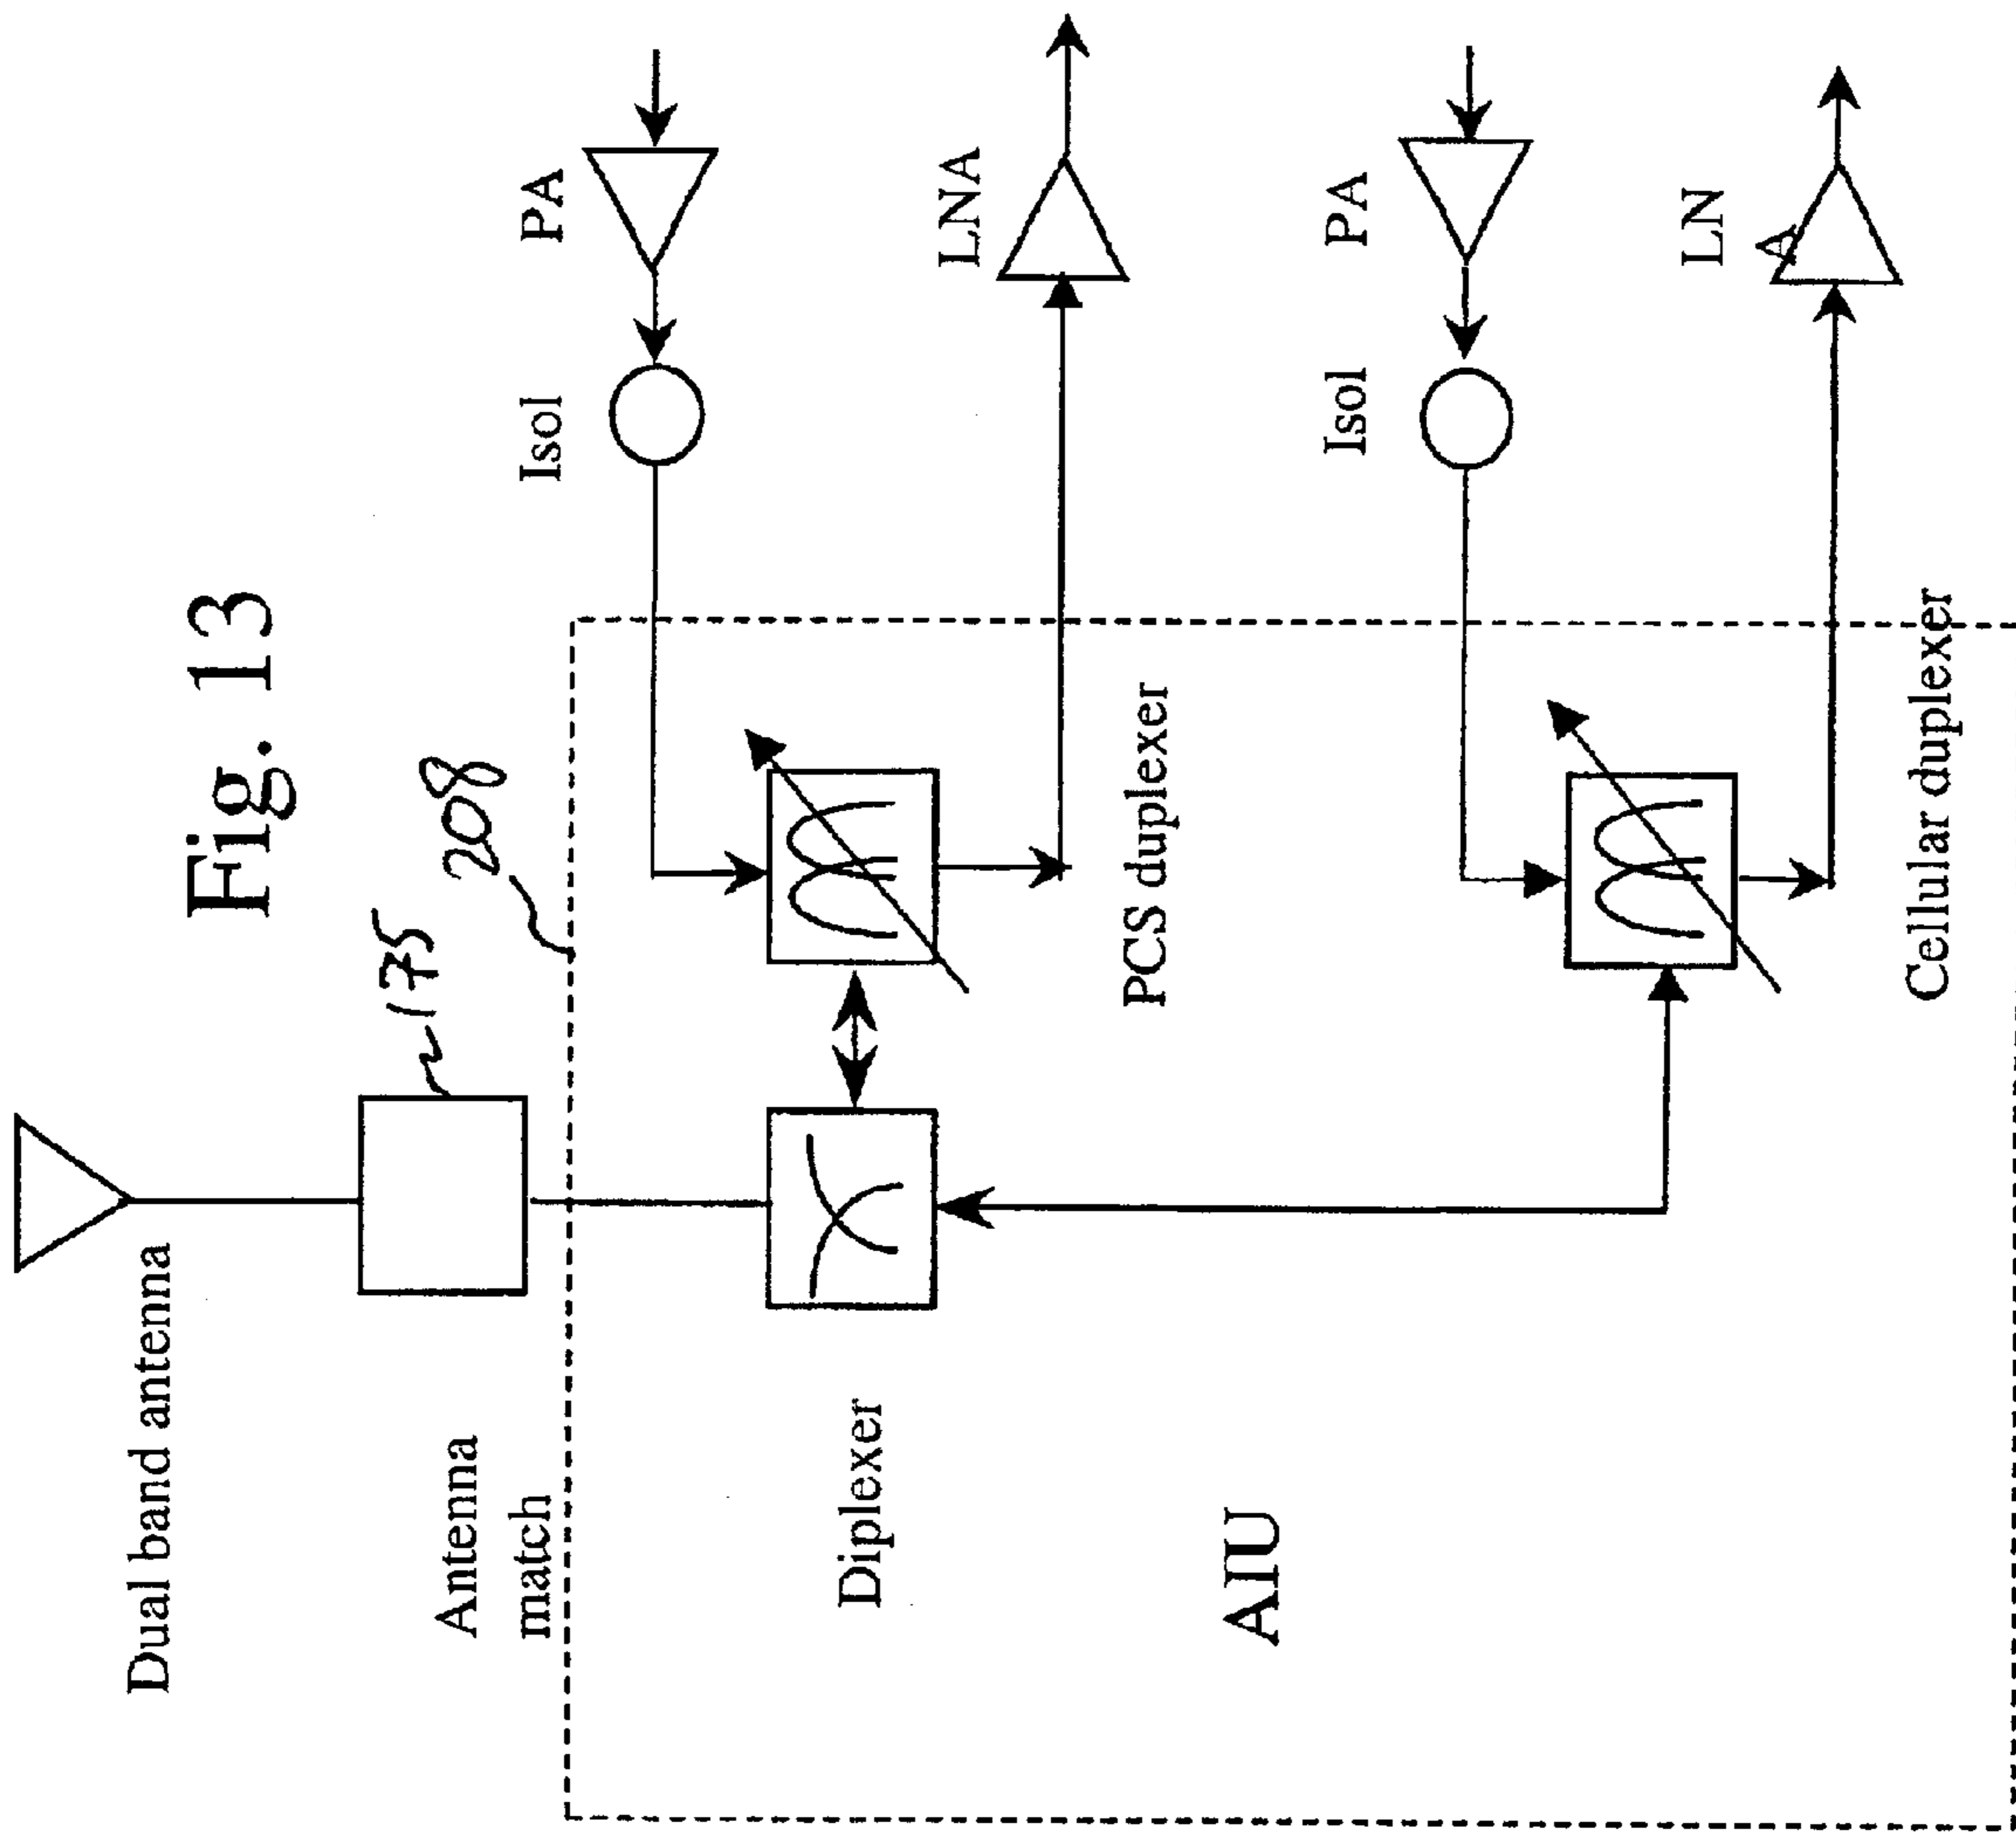 Fig. 13
Dual band antenna
175
Antenna
match
208
Isol
PA
Diplexer
LNA
PCS duplexer
AIU
Isol
PA
LN
A
Cellular duplexer